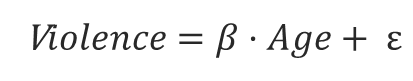 Violence = β · Age + ε